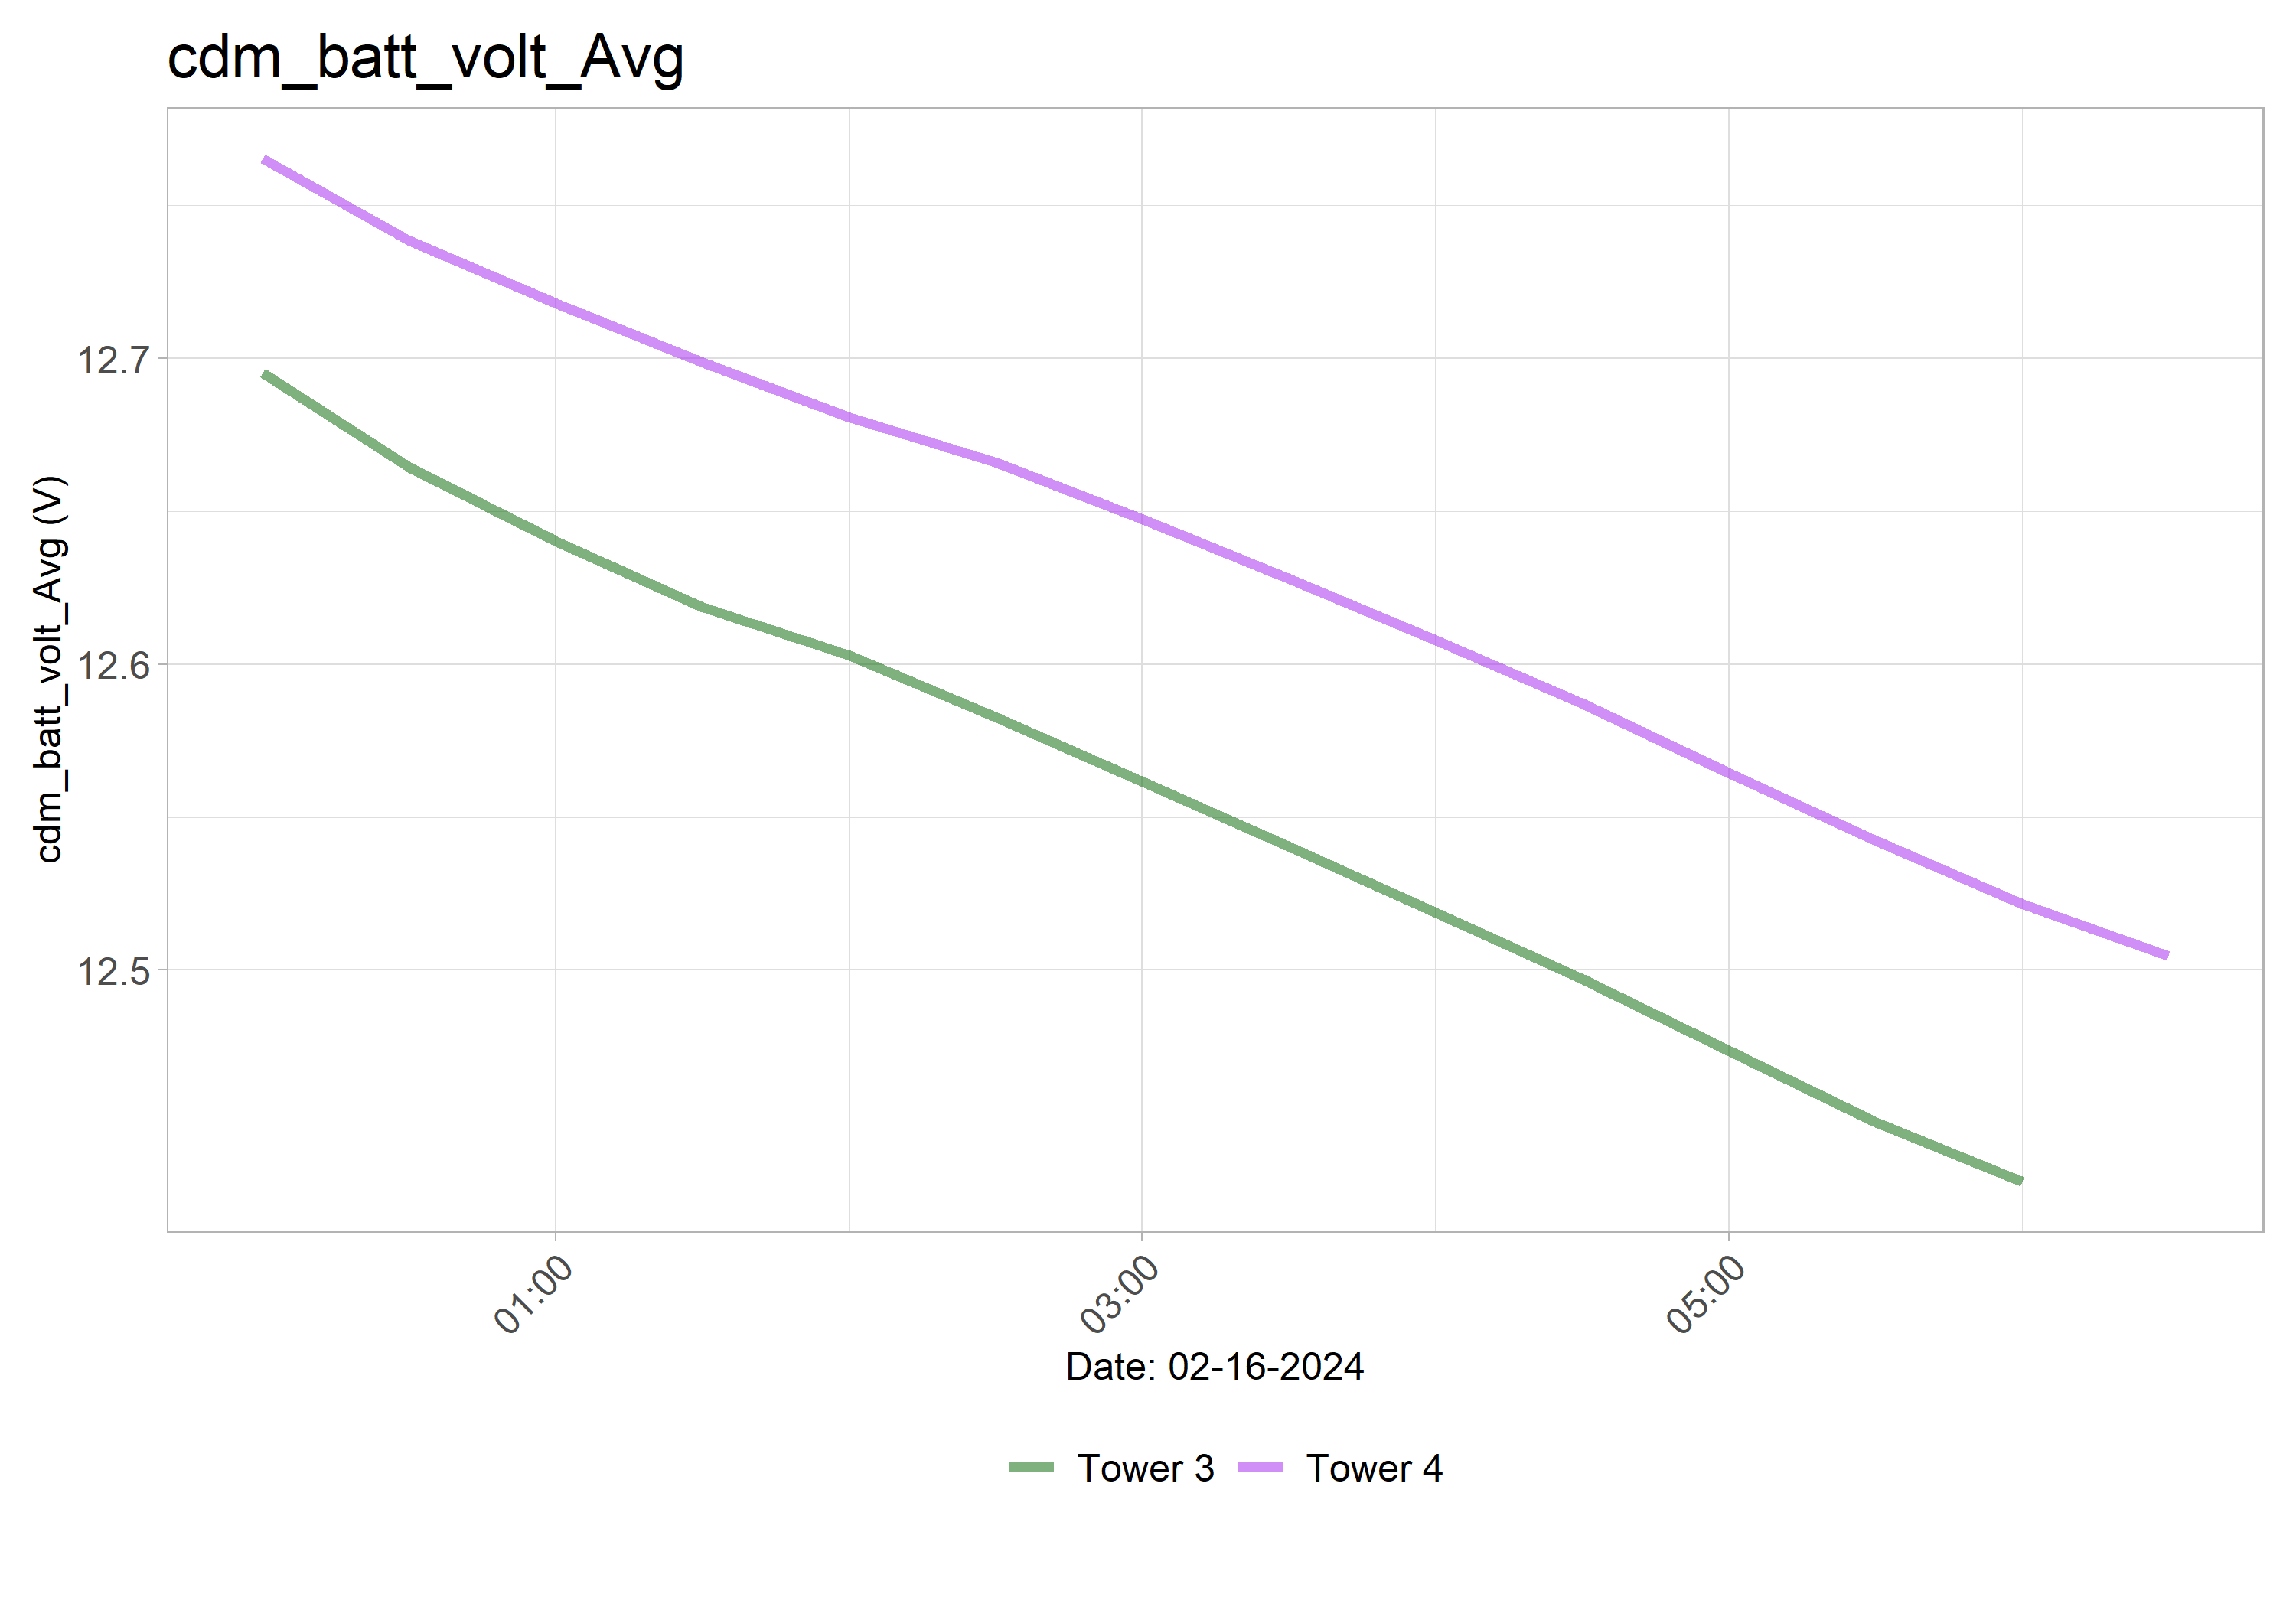 cdm_batt_volt_Avg
cdm_batt_volt_Avg (V)
12.7
12.6
12.5
01:00
03:00
05:00
Date: 02-16-2024
Tower 3
Tower 4